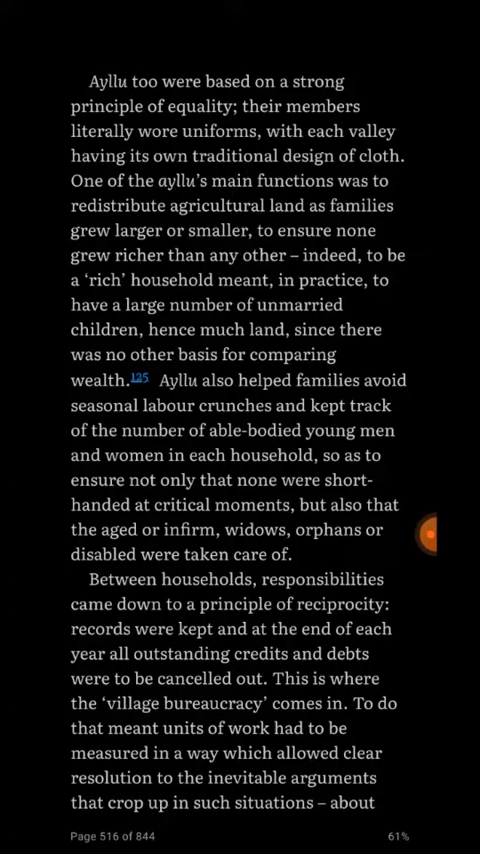 Ayllu too were based on a strong
principle of equality; their members
literally wore uniforms, with each valley
having its own traditional design of cloth.
One of the ayllu’s main functions was to
redistribute agricultural land as families
grew larger or smaller, to ensure none
grew richer than any other – indeed, to be
a ‘rich’ household meant, in practice, to
have a large number of unmarried
children, hence much land, since there
was no other basis for comparing
wealth.125 Ayllu also helped families avoid
seasonal labour crunches and kept track
of the number of able-bodied young men
and women in each household, so as to
ensure not only that none were short-
handed at critical moments, but also that
the aged or infirm, widows, orphans or
disabled were taken care of.
Between households, responsibilities
came down to a principle of reciprocity:
records were kept and at the end of each
year all outstanding credits and debts
were to be cancelled out. This is where
the ‘village bureaucracy’ comes in. To do
that meant units of work had to be
measured in a way which allowed clear
resolution to the inevitable arguments
that crop up in such situations – about
Page 516 of 844 61%